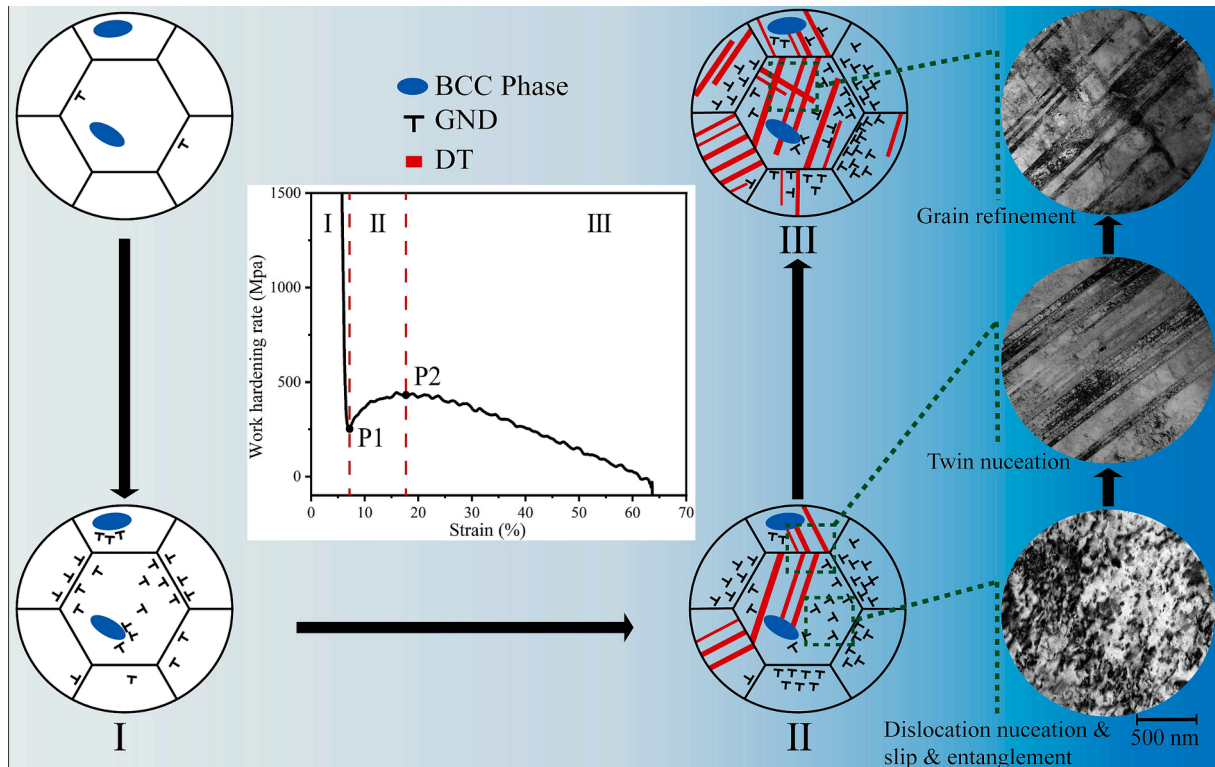 BCC Phase
GND
DT
1500
1000
500
0
Work hardening rate (Mpa)
I
II
III
P1
P2
0
10
20
30
40
50
60
70
Strain (%)
I
II
III
Grain refinement
Twin nuceation
Dislocation nuceation &
slip & entanglement
500 nm